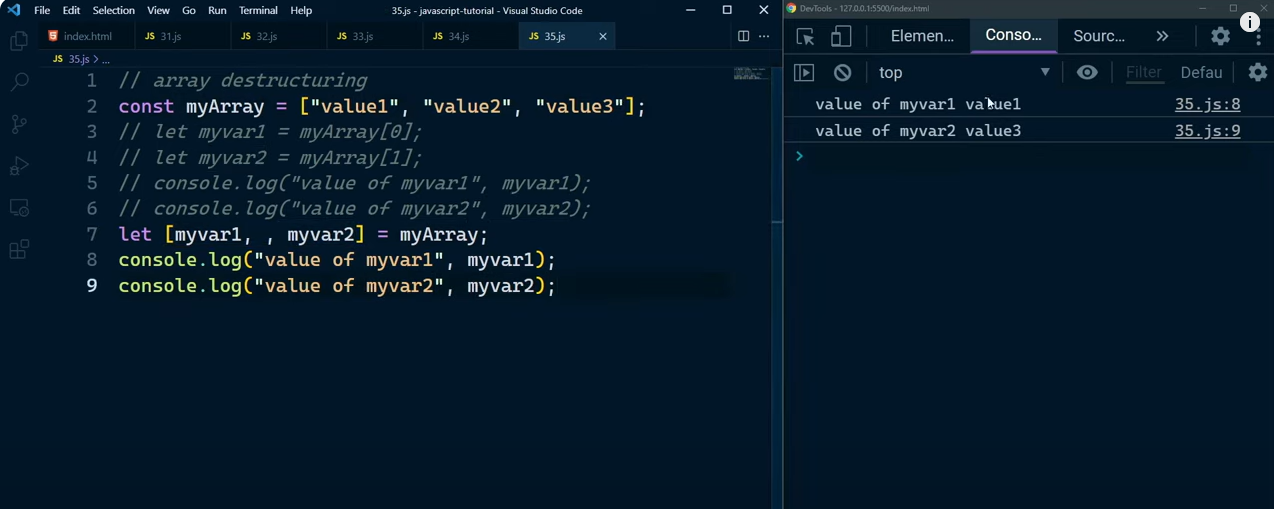 File Edit Selection View Go Run Terminal Help 35.js - javascript-tutorial - Visual Studio Code
index.html JS 31.js JS 32.js JS 33.js JS 34.js JS 35.js ×
JS 35.js > ...
1 // array destructuring
2 const myArray = ["value1", "value2", "value3"];
3 // let myvar1 = myArray[0];
4 // let myvar2 = myArray[1];
5 // console.log("value of myvar1", myvar1);
6 // console.log("value of myvar2", myvar2);
7 let [myvar1, , myvar2] = myArray;
8 console.log("value of myvar1", myvar1);
9 console.log("value of myvar2", myvar2);
DevTools - 127.0.0.1:5500/index.html
Elemen... Conso... Sourc... »
top Filter Defau
value of myvar1 value1 35.js:8
value of myvar2 value3 35.js:9
>